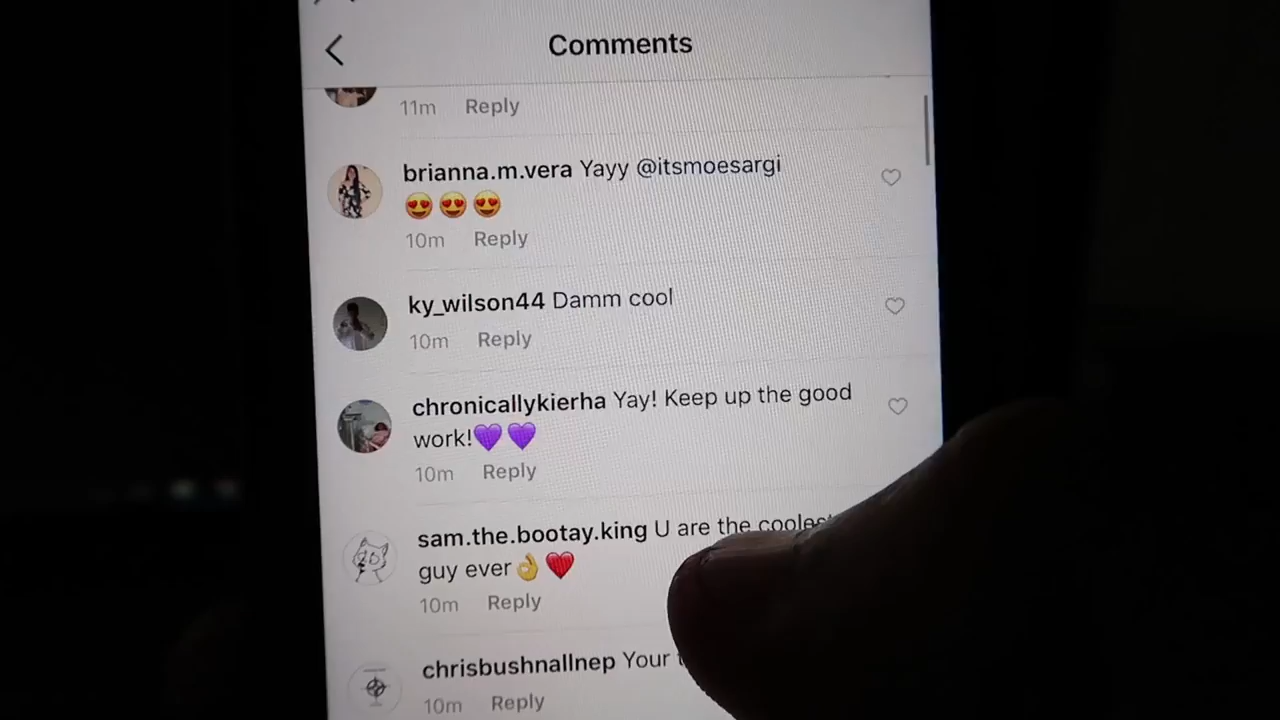 Comments
11m Reply
brianna.m.vera Yayy @itsmoesargi
😍 😍 😍
10m Reply
ky_wilson44 Damm cool
10m Reply
chronicallykierha Yay! Keep up the good
work!💜 💜
10m Reply
sam.the.bootay.king U are the coolest
guy ever👌❤️
10m Reply
chrisbushnallnep Your
10m Reply